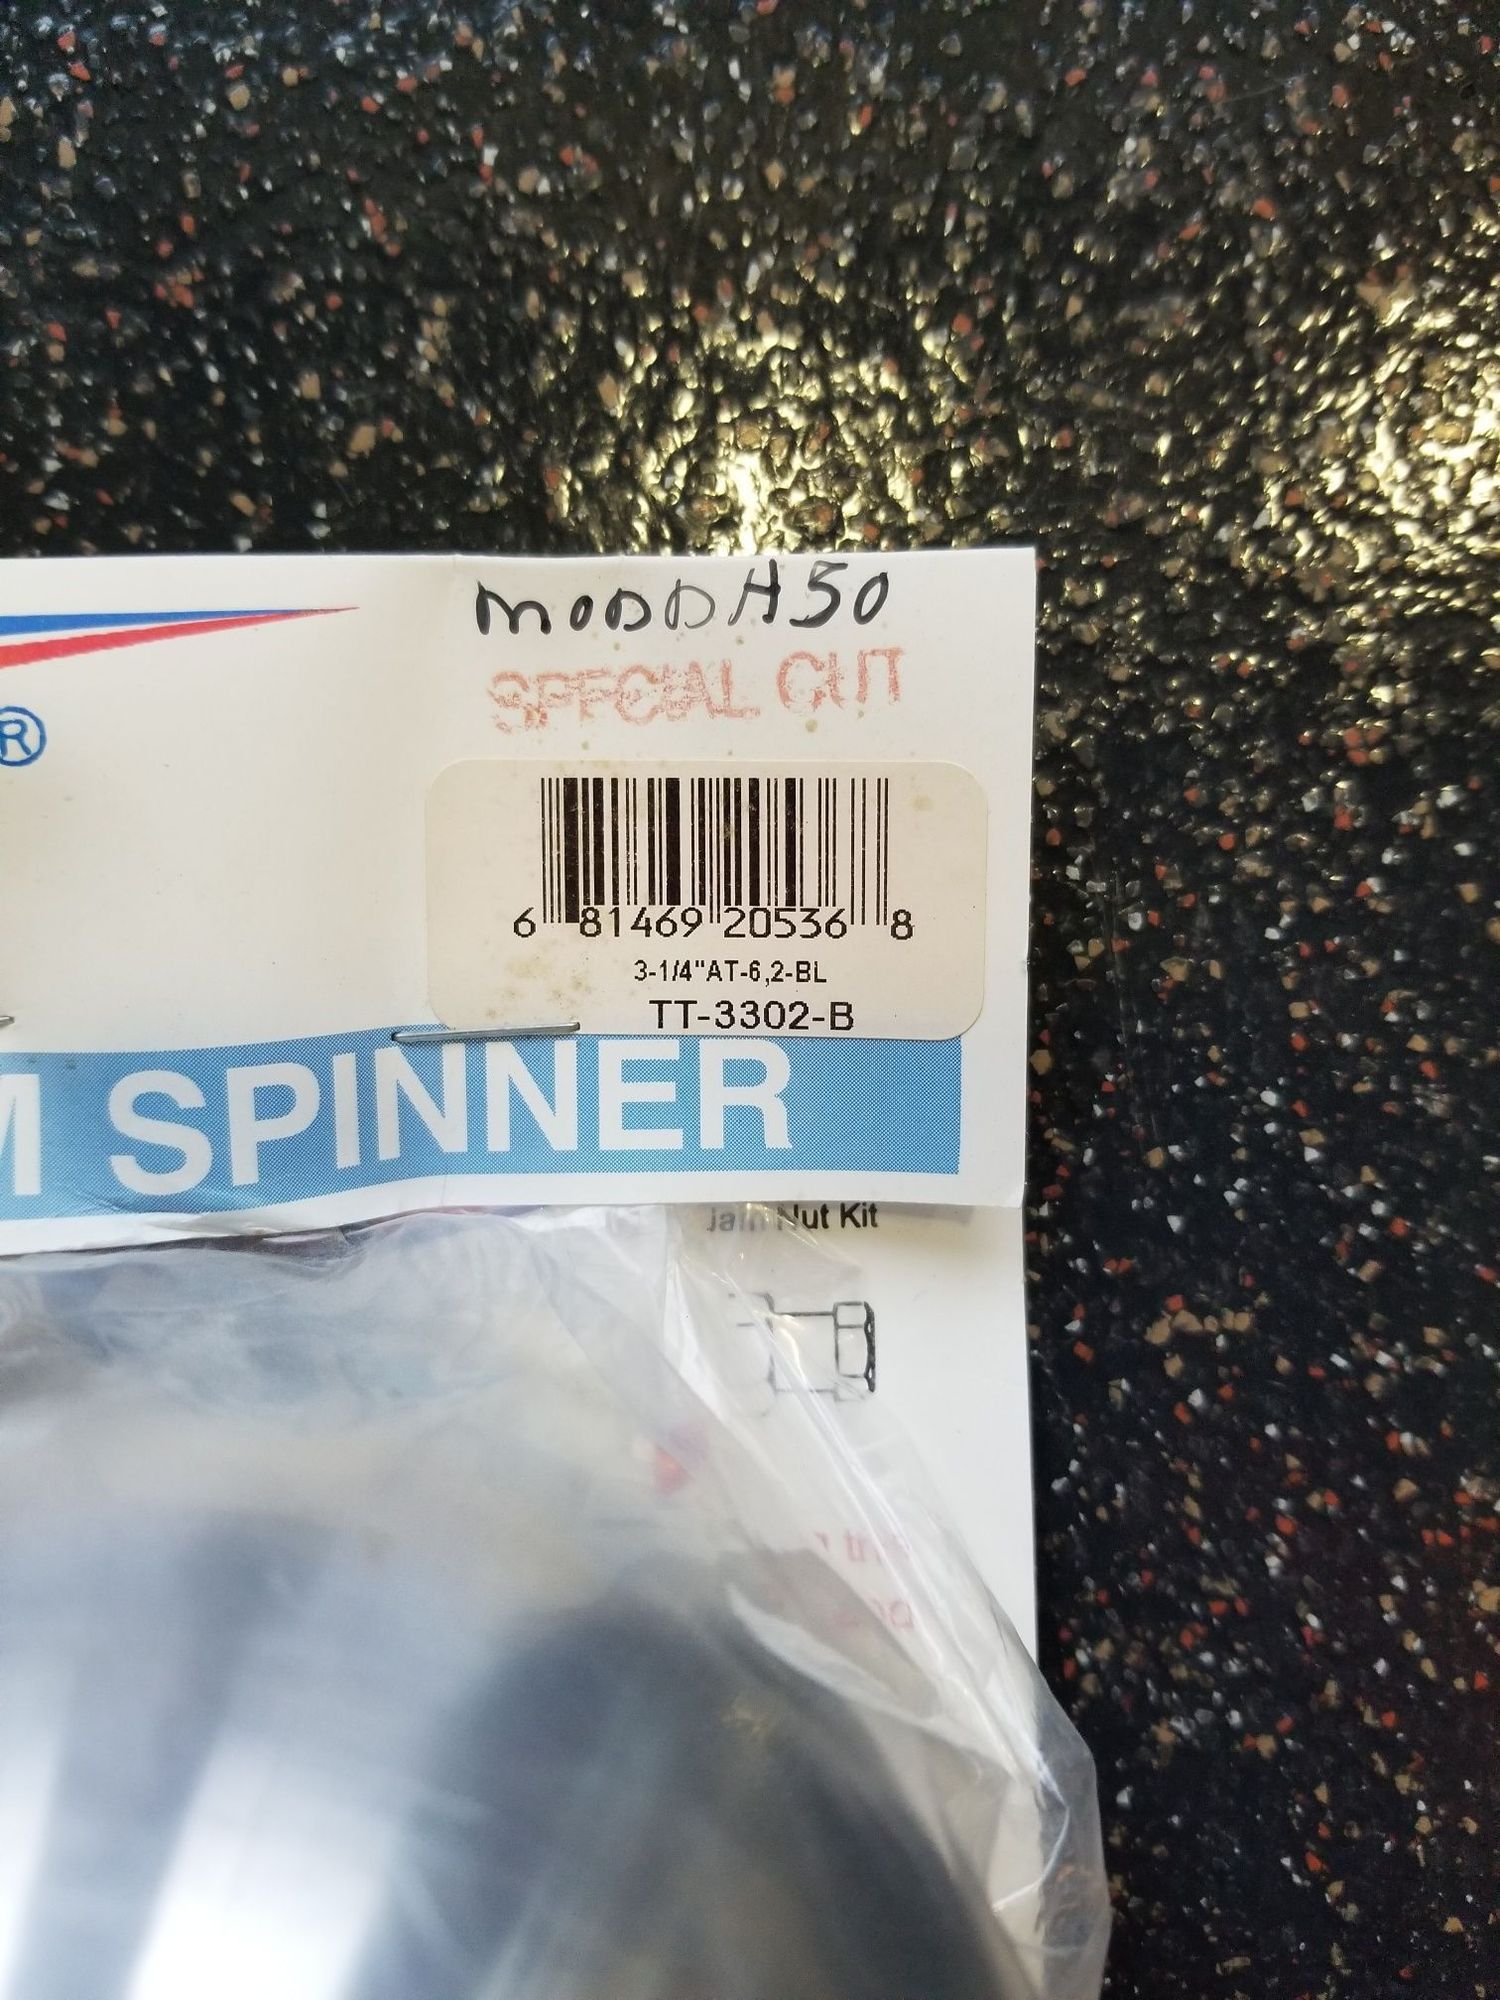 MODDH50
SPECIAL CUT
®
6 81469 20536 8
3-1/4"AT-6,2-BL
TT-3302-B
M SPINNER
Jam Nut Kit